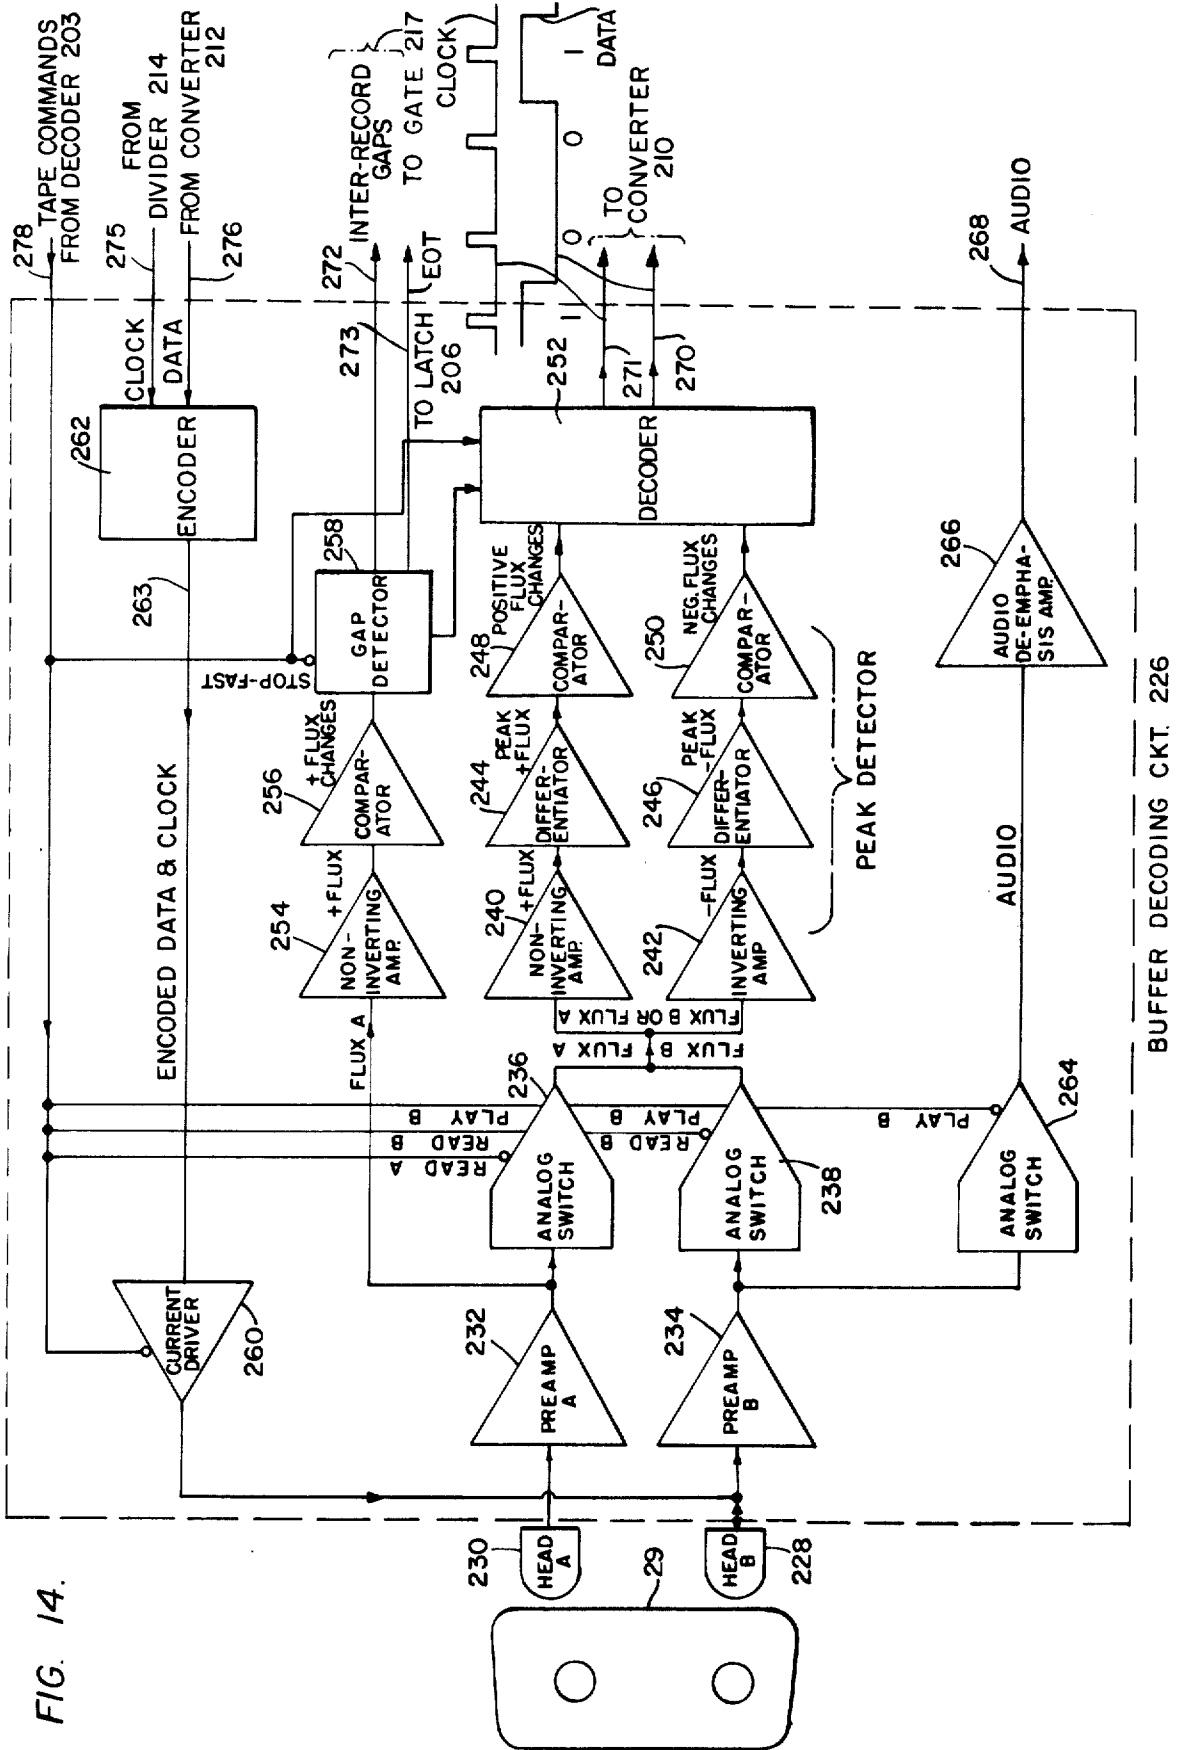 FIG. 14.
278
TAPE COMMANDS
FROM DECODER 203
275
FROM
DIVIDER 214
FROM CONVERTER
212
276
CLOCK
DATA
262
ENCODER
263
ENCODED DATA & CLOCK
CURRENT
DRIVER
260
STOP-FAST
258
GAP
DETECTOR
272
INTER-RECORD
GAPS
217
TO GATE
273
EOT
TO LATCH
206
CLOCK
DATA
1
0
0
1
+ FLUX
CHANGES
256
COMPAR-
ATOR
+FLUX
254
NON-
INVERTING
AMP.
FLUX A
252
DECODER
271
270
TO
CONVERTER
210
POSITIVE
FLUX
CHANGES
248
COMPAR-
ATOR
PEAK
+FLUX
244
DIFFER-
ENTIATOR
+FLUX
240
NON-
INVERTING
AMP.
NEG. FLUX
CHANGES
250
COMPAR-
ATOR
PEAK
-FLUX
246
DIFFER-
ENTIATOR
-FLUX
242
INVERTING
AMP
PEAK DETECTOR
FLUX B OR FLUX A
FLUX A
FLUX B
236
ANALOG
SWITCH
READ A
READ B
PLAY B
READ B
PLAY B
238
ANALOG
SWITCH
PLAY B
264
ANALOG
SWITCH
AUDIO
266
AUDIO
DE-EMPHA-
SIS AMP.
268
AUDIO
232
PREAMP
A
234
PREAMP
B
230
HEAD
A
HEAD
B
228
29
BUFFER DECODING CKT. 226